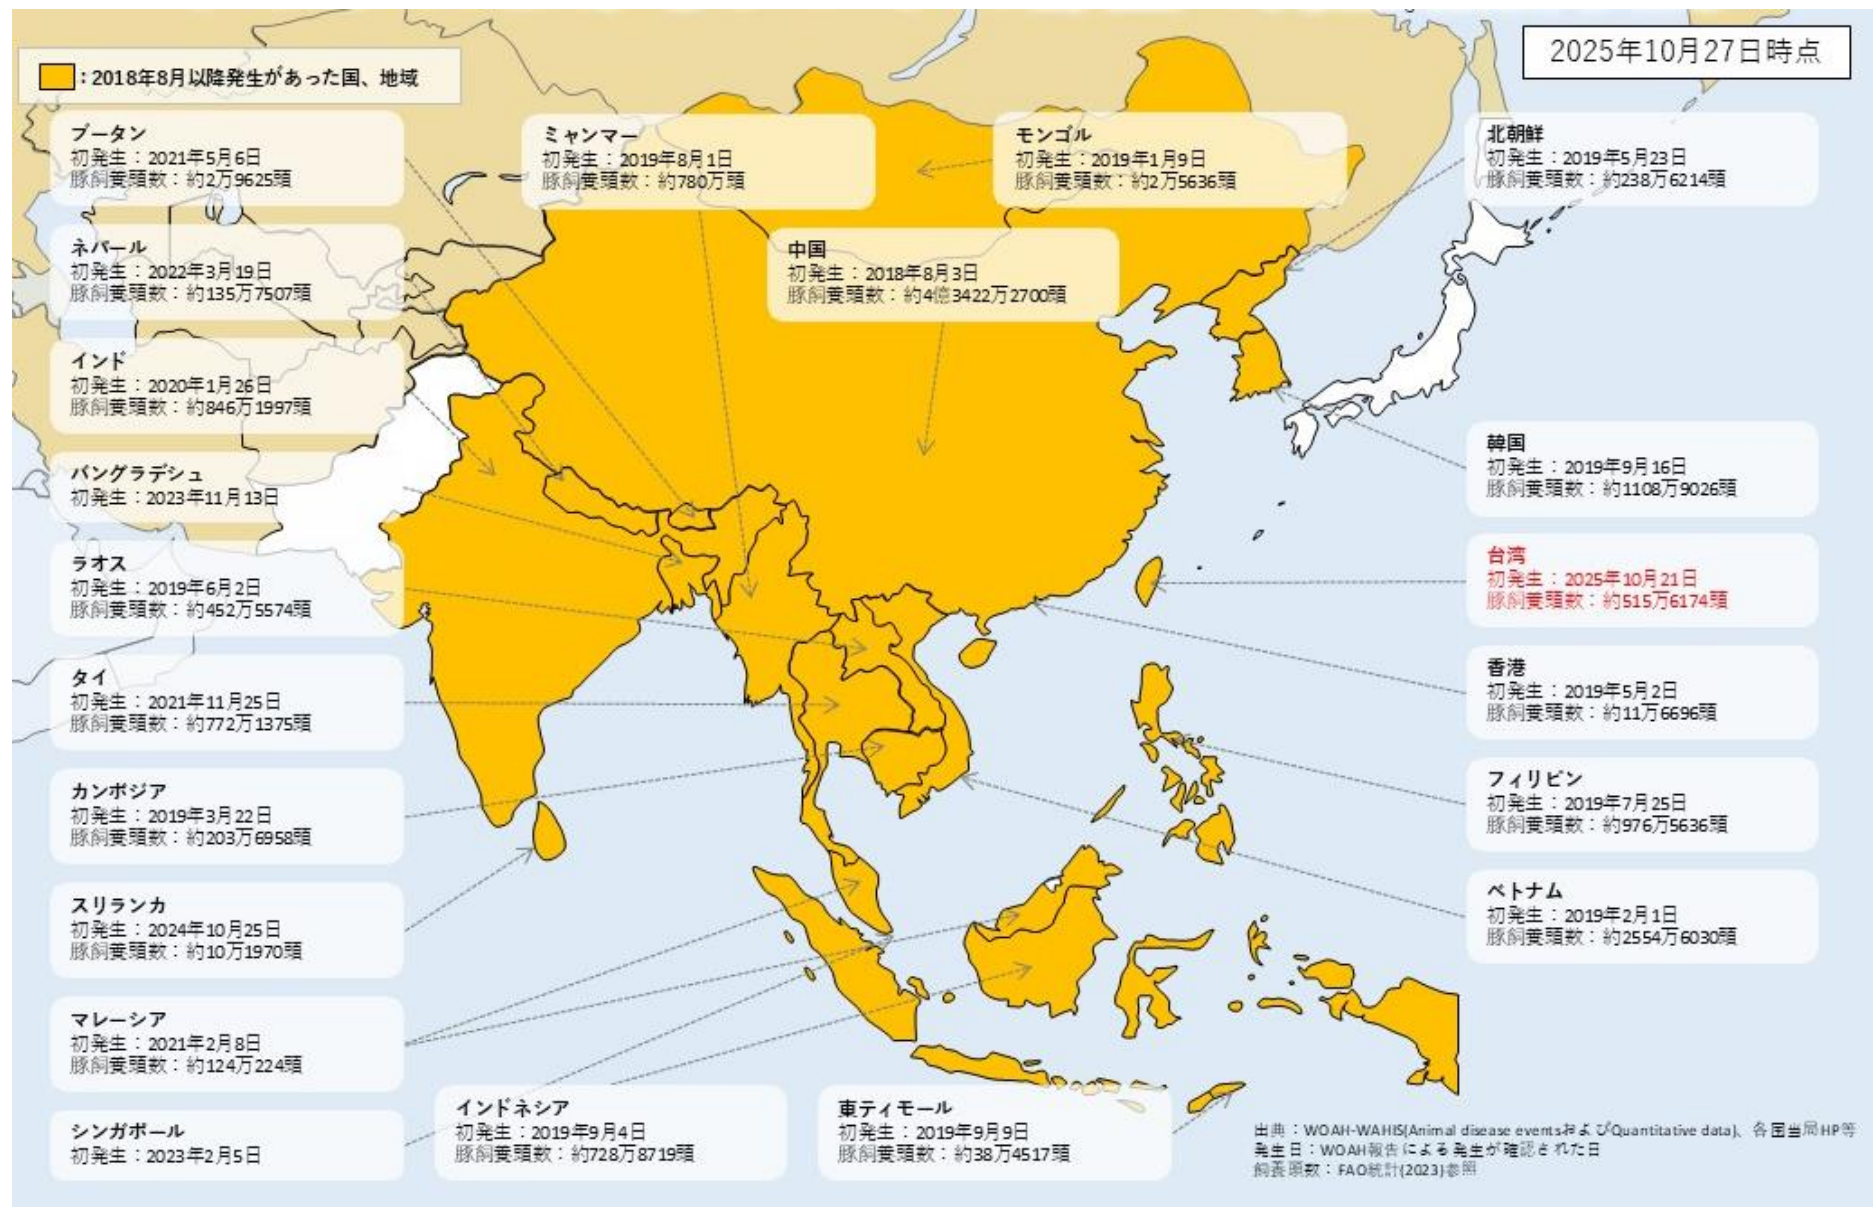 2025年10月27日時点
：2018年8月以降発生があった国、地域
ブータン
初発生：2021年5月6日
豚飼養頭数：約2万9625頭
ミャンマー
初発生：2019年8月1日
豚飼養頭数：約780万頭
モンゴル
初発生：2019年1月9日
豚飼養頭数：約2万5636頭
北朝鮮
初発生：2019年5月23日
豚飼養頭数：約238万6214頭
ネパール
初発生：2022年3月19日
豚飼養頭数：約135万7507頭
中国
初発生：2018年8月3日
豚飼養頭数：約4億3422万2700頭
インド
初発生：2020年1月26日
豚飼養頭数：約846万1997頭
韓国
初発生：2019年9月16日
豚飼養頭数：約1108万9026頭
バングラデシュ
初発生：2023年11月13日
台湾
初発生：2025年10月21日
豚飼養頭数：約515万6174頭
ラオス
初発生：2019年6月2日
豚飼養頭数：約452万5574頭
香港
初発生：2019年5月2日
豚飼養頭数：約11万6696頭
タイ
初発生：2021年11月25日
豚飼養頭数：約772万1375頭
フィリピン
初発生：2019年7月25日
豚飼養頭数：約976万5636頭
カンボジア
初発生：2019年3月22日
豚飼養頭数：約203万6958頭
ベトナム
初発生：2019年2月1日
豚飼養頭数：約2554万6030頭
スリランカ
初発生：2024年10月25日
豚飼養頭数：約10万1970頭
マレーシア
初発生：2021年2月8日
豚飼養頭数：約124万224頭
シンガポール
初発生：2023年2月5日
インドネシア
初発生：2019年9月4日
豚飼養頭数：約728万8719頭
東ティモール
初発生：2019年9月9日
豚飼養頭数：約38万4517頭
出典：WOAH-WAHIS(Animal disease eventsおよびQuantitative data)、各国当局HP等
発生日：WOAH報告による発生が確認された日
飼養頭数：FAO統計(2023)参照